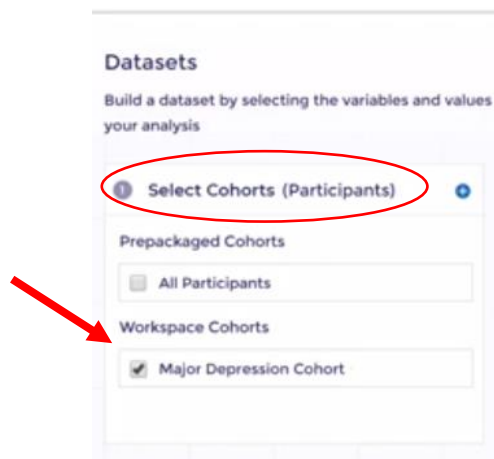 Datasets
Build a dataset by selecting the variables and values
your analysis
1 Select Cohorts (Participants)
Prepackaged Cohorts
All Participants
Workspace Cohorts
Major Depression Cohort